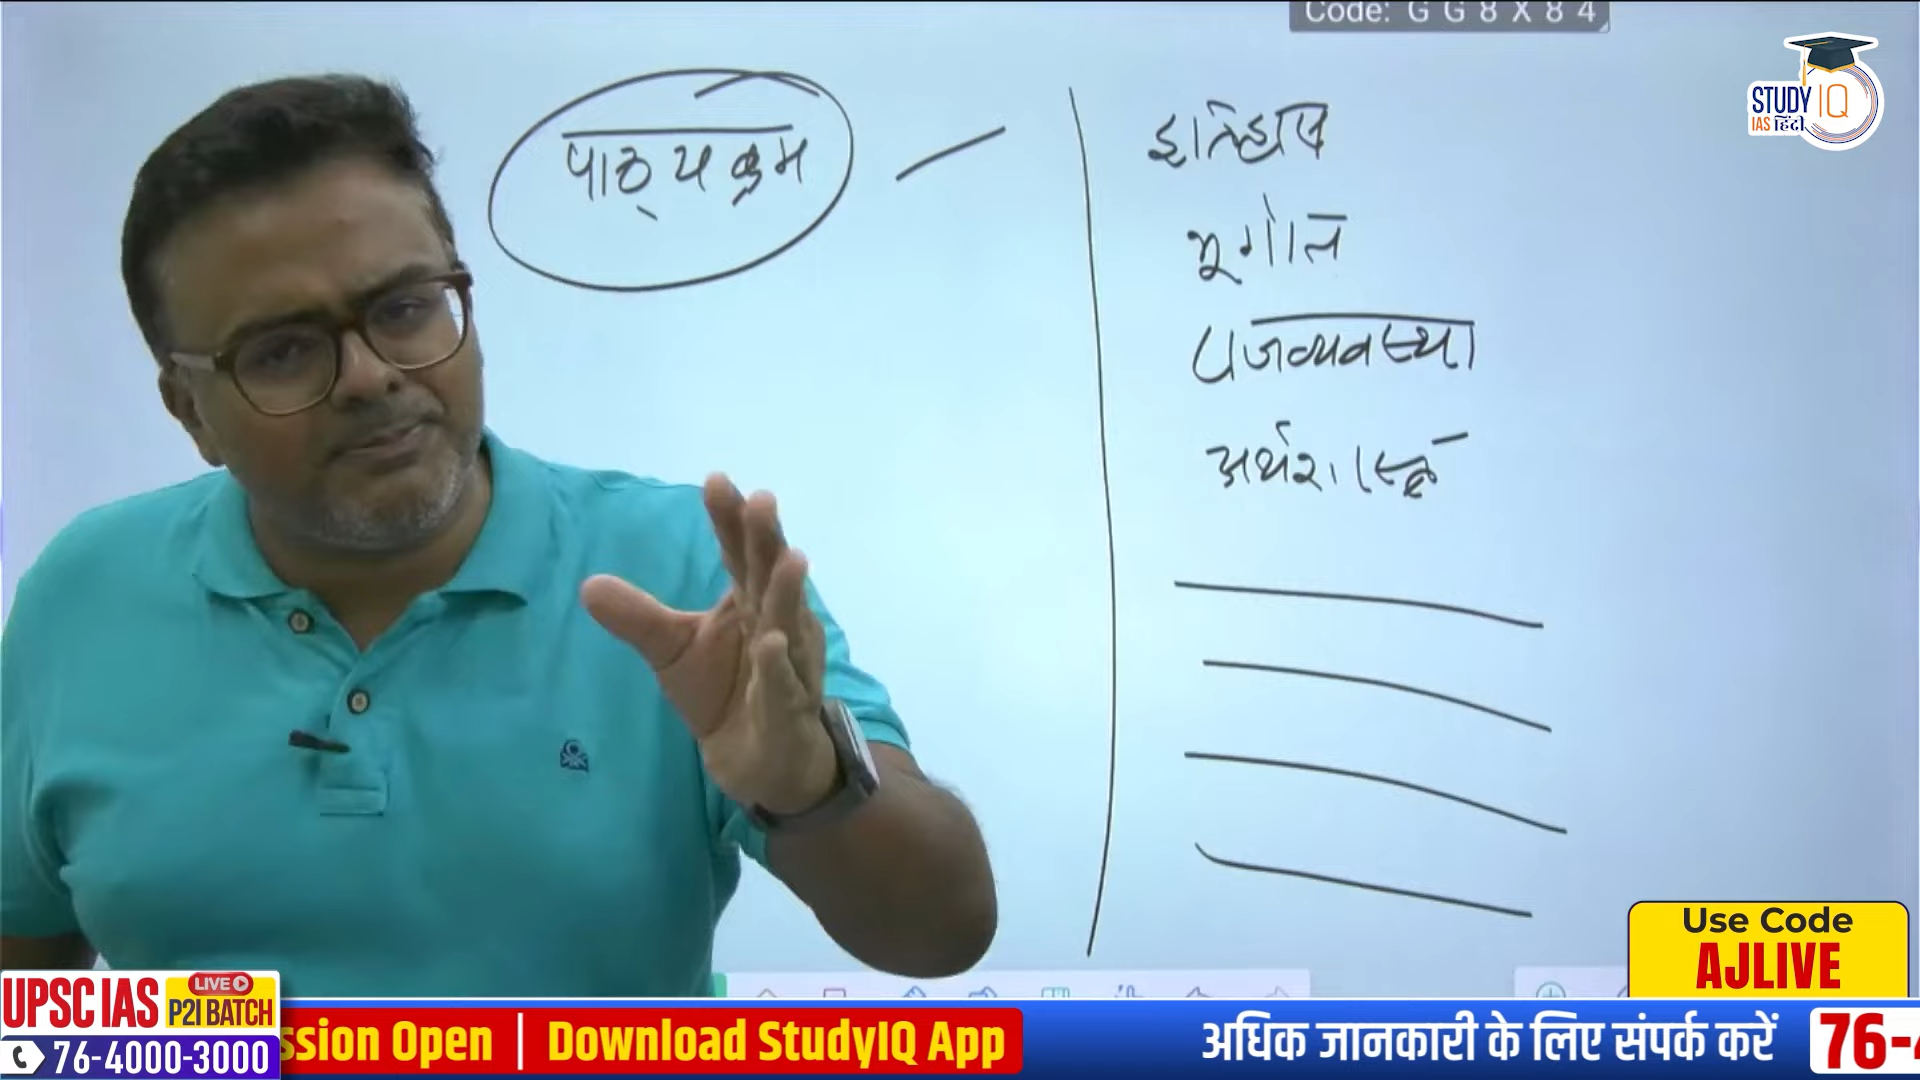 Code: G G 8 X 8 4
STUDY IQ
IAS हिंदी
पाठ्यक्रम
इतिहास
भूगोल
राजव्यवस्था
अर्थशास्त्र
Use Code
AJLIVE
UPSC IAS LIVE P2I BATCH
76-4000-3000
ssion Open | Download StudyIQ App
अधिक जानकारी के लिए संपर्क करें
76-4